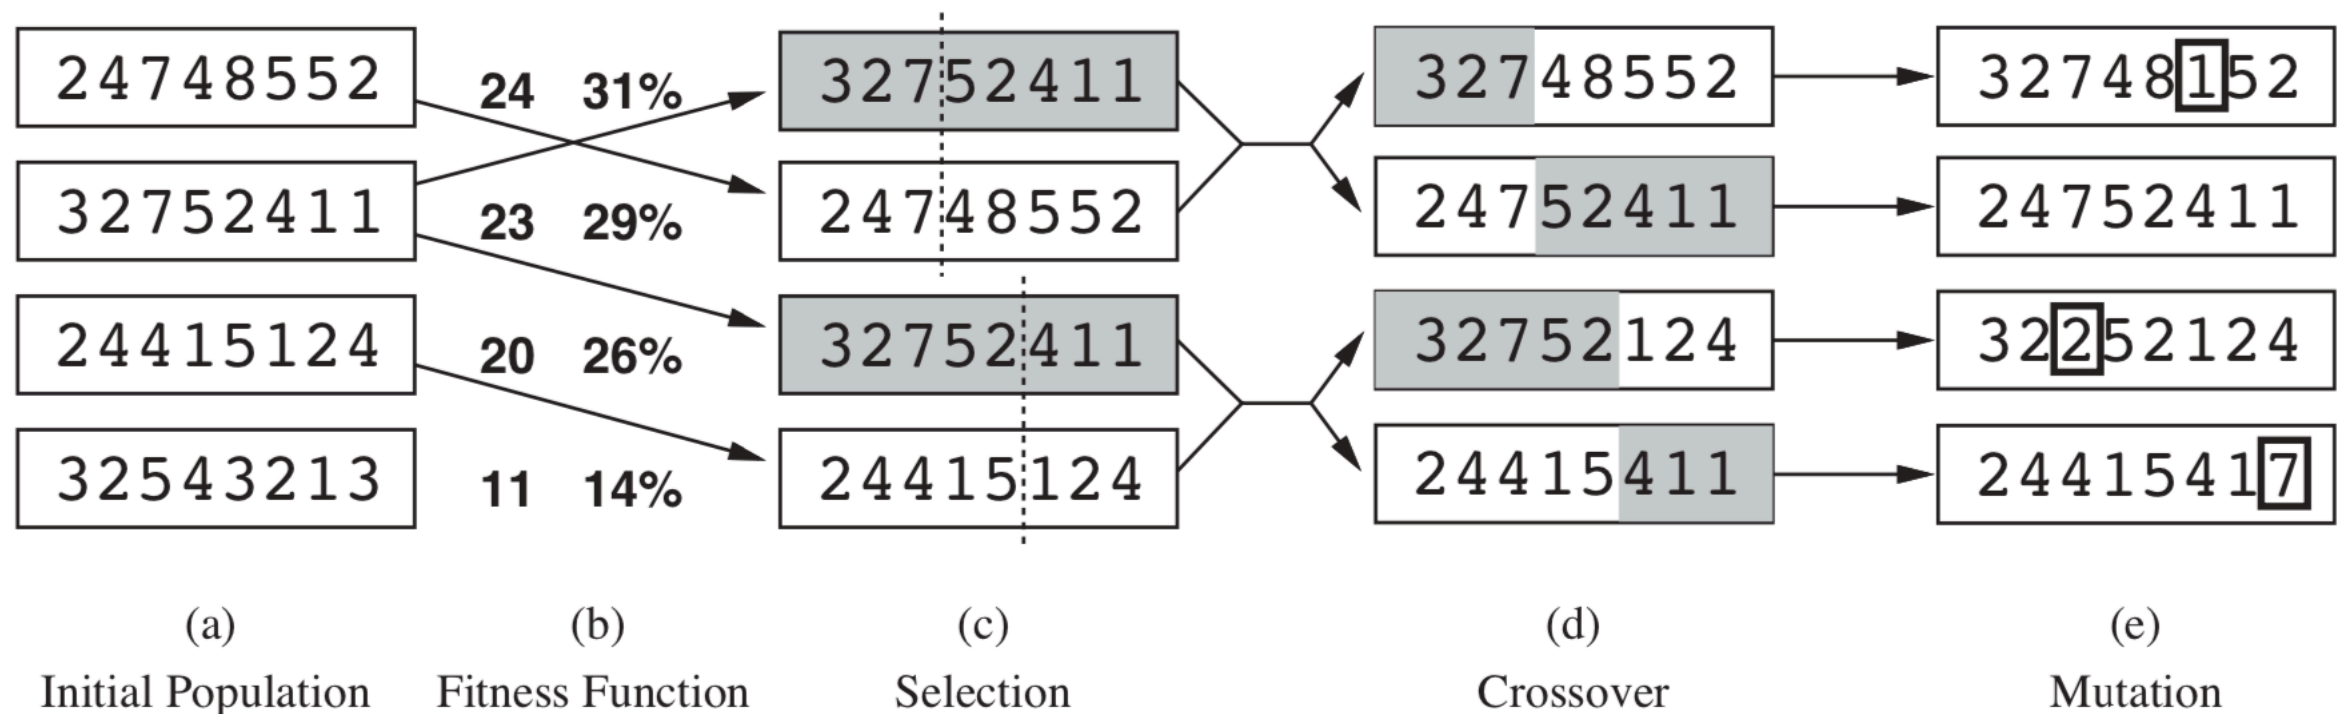 24748552 24 31% 32752411 32748552 32748152
32752411 23 29% 24748552 24752411 24752411
24415124 20 26% 32752411 32752124 32252124
32543213 11 14% 24415124 24415411 24415417
(a) (b) (c) (d) (e)
Initial Population Fitness Function Selection Crossover Mutation